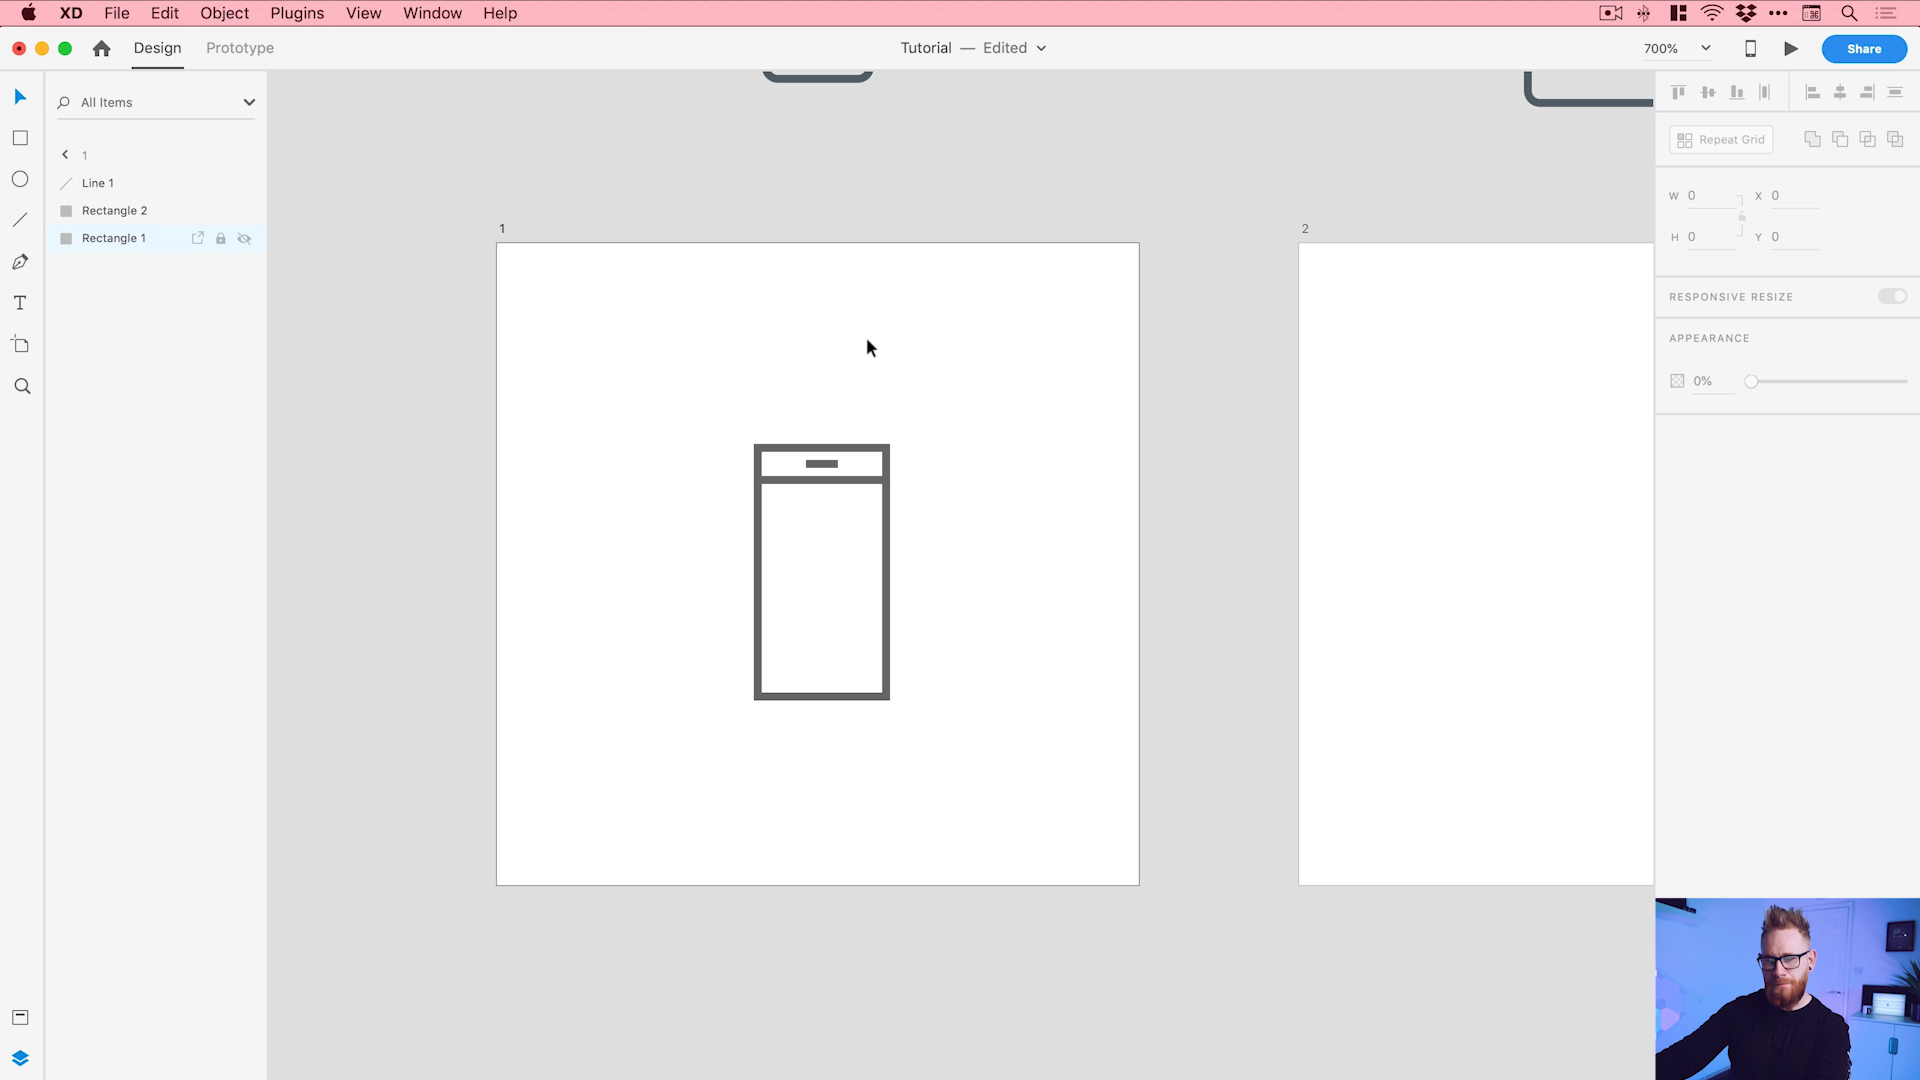 XD File Edit Object Plugins View Window Help
Design Prototype Tutorial — Edited 700% Share
All Items
1
Line 1
Rectangle 2
Rectangle 1
1
2
Repeat Grid
W 0 X 0
H 0 Y 0
RESPONSIVE RESIZE
APPEARANCE
0%